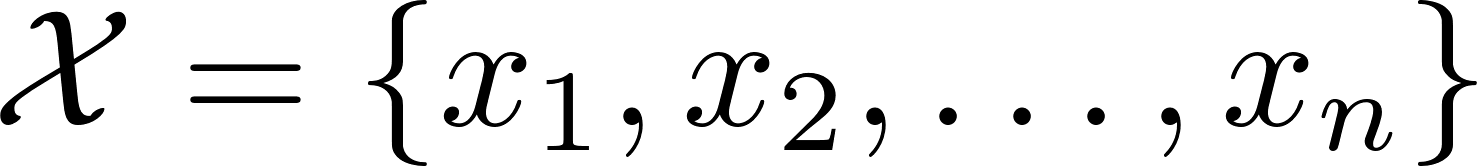 𝒳 = {x₁, x₂, . . . , xₙ}